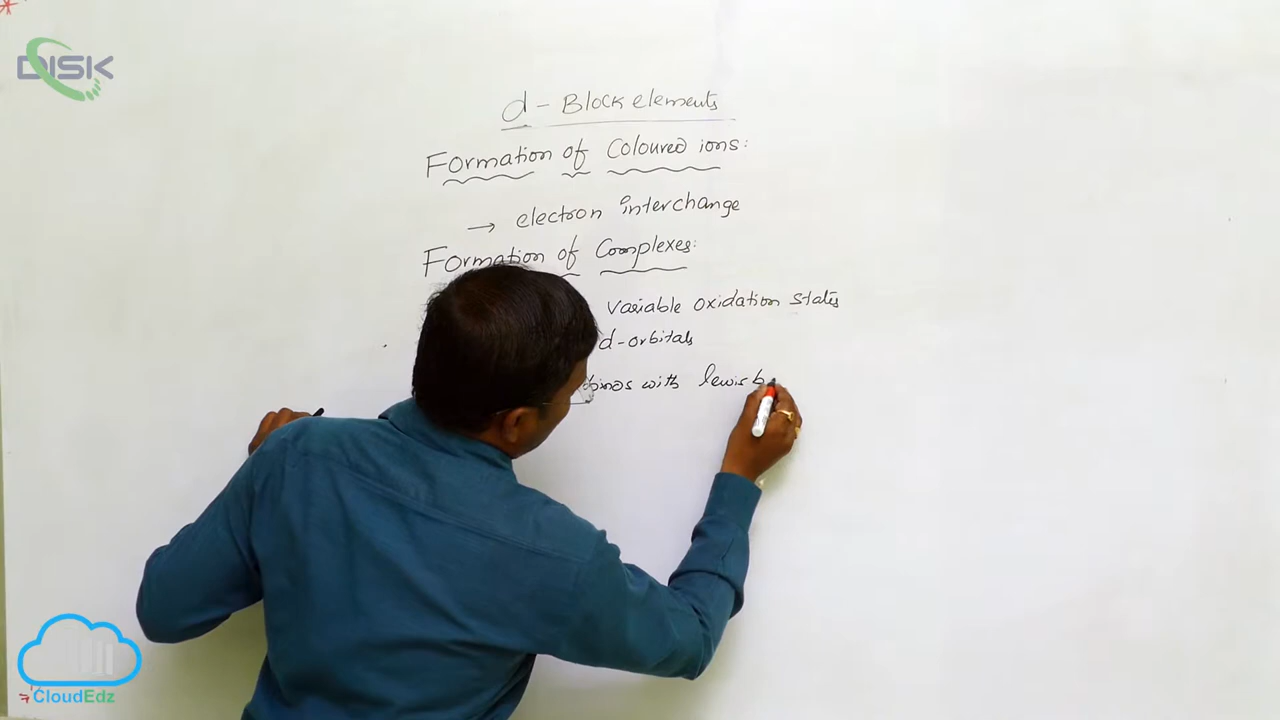 DISK
d - Block elements
Formation of Coloured ions:
→ electron interchange
Formation of Complexes:
variable oxidation states
d-orbitals
with lewis b
CloudEdz